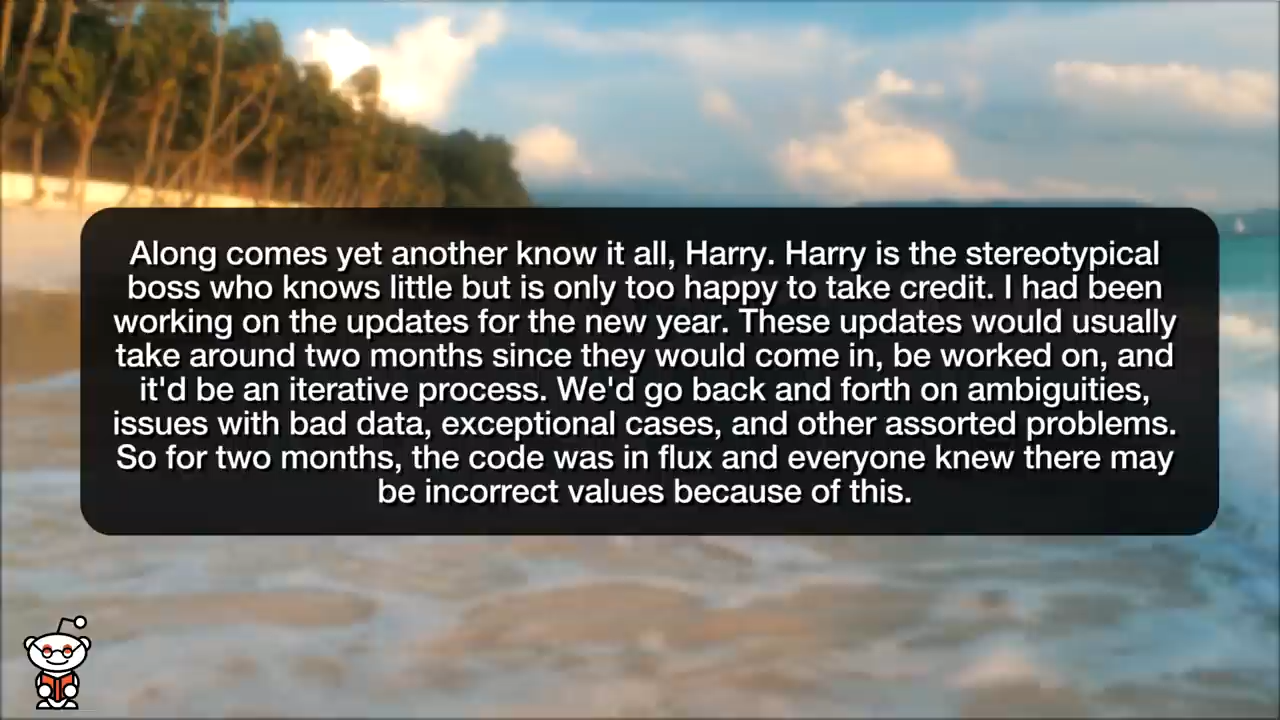 Along comes yet another know it all, Harry. Harry is the stereotypical
boss who knows little but is only too happy to take credit. I had been
working on the updates for the new year. These updates would usually
take around two months since they would come in, be worked on, and
it'd be an iterative process. We'd go back and forth on ambiguities,
issues with bad data, exceptional cases, and other assorted problems.
So for two months, the code was in flux and everyone knew there may
be incorrect values because of this.